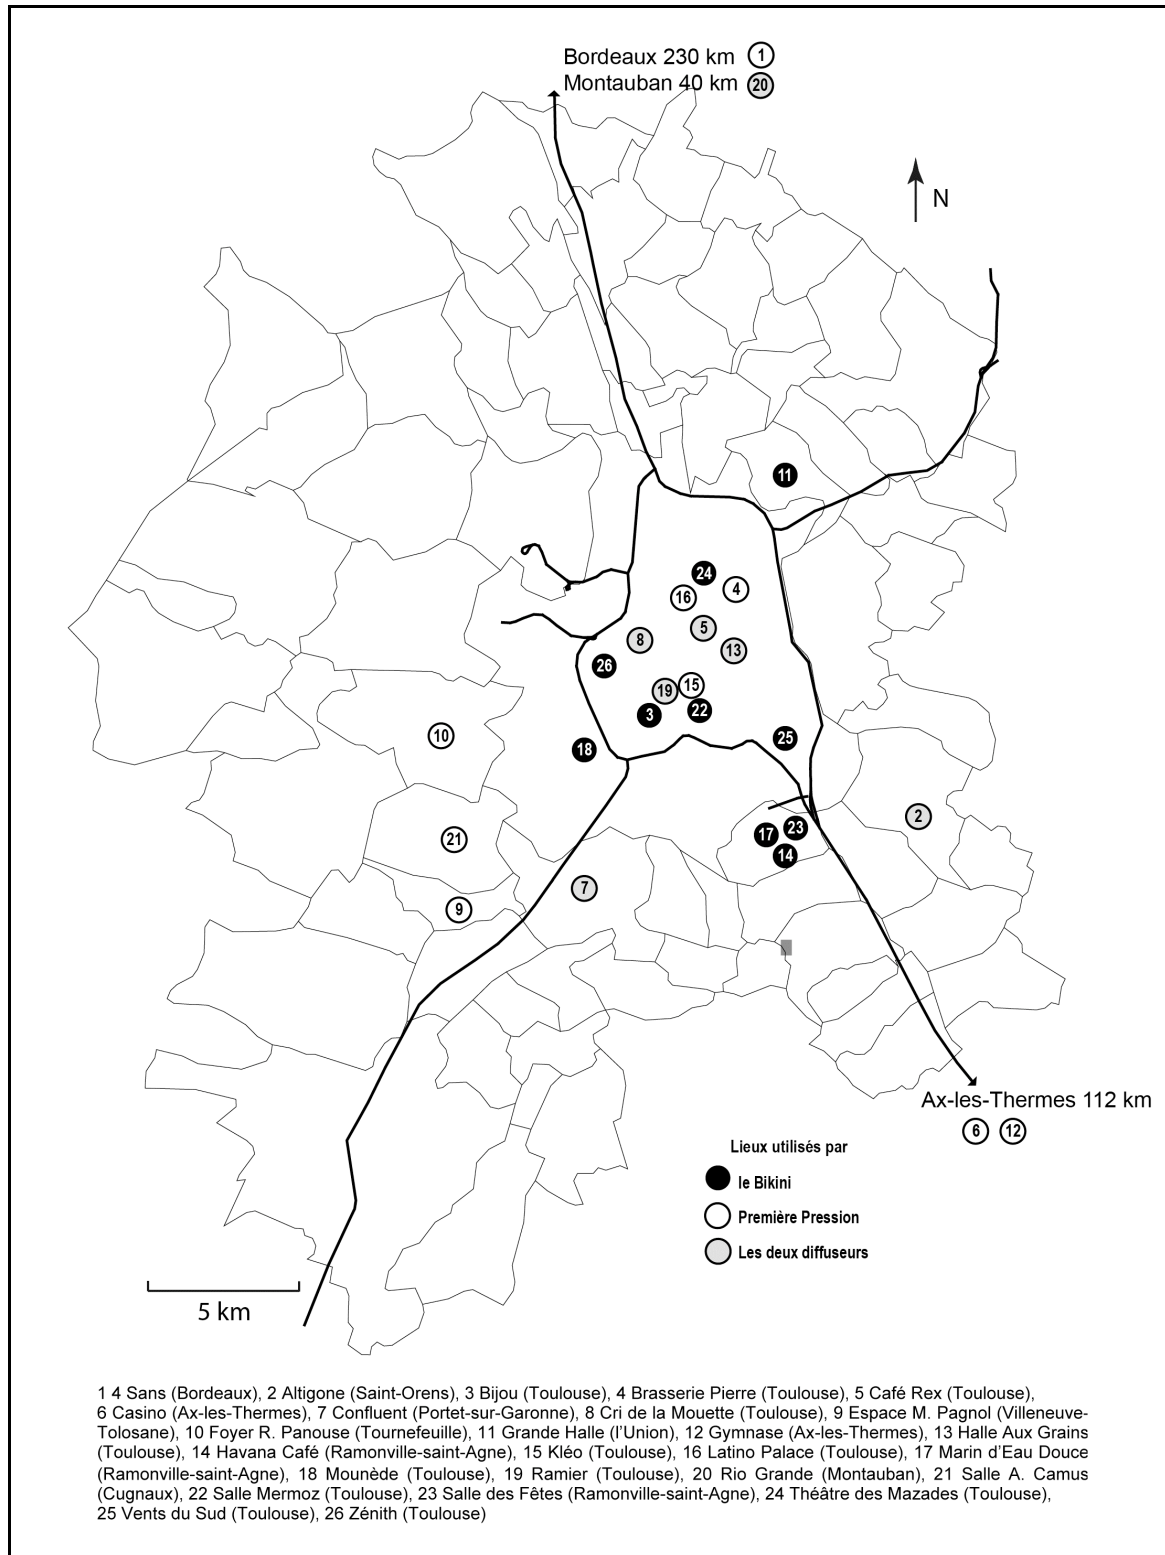 Bordeaux 230 km 1
Montauban 40 km 20
N
11
24
4
16
5
8
13
26
15
19
22
3
10
18
25
2
23
17
21
14
7
9
Ax-les-Thermes 112 km
6 12
Lieux utilisés par
le Bikini
Première Pression
Les deux diffuseurs
5 km
1 4 Sans (Bordeaux), 2 Altigone (Saint-Orens), 3 Bijou (Toulouse), 4 Brasserie Pierre (Toulouse), 5 Café Rex (Toulouse),
6 Casino (Ax-les-Thermes), 7 Confluent (Portet-sur-Garonne), 8 Cri de la Mouette (Toulouse), 9 Espace M. Pagnol (Villeneuve-
Tolosane), 10 Foyer R. Panouse (Tournefeuille), 11 Grande Halle (l'Union), 12 Gymnase (Ax-les-Thermes), 13 Halle Aux Grains
(Toulouse), 14 Havana Café (Ramonville-saint-Agne), 15 Kléo (Toulouse), 16 Latino Palace (Toulouse), 17 Marin d'Eau Douce
(Ramonville-saint-Agne), 18 Mounède (Toulouse), 19 Ramier (Toulouse), 20 Rio Grande (Montauban), 21 Salle A. Camus
(Cugnaux), 22 Salle Mermoz (Toulouse), 23 Salle des Fêtes (Ramonville-saint-Agne), 24 Théâtre des Mazades (Toulouse),
25 Vents du Sud (Toulouse), 26 Zénith (Toulouse)